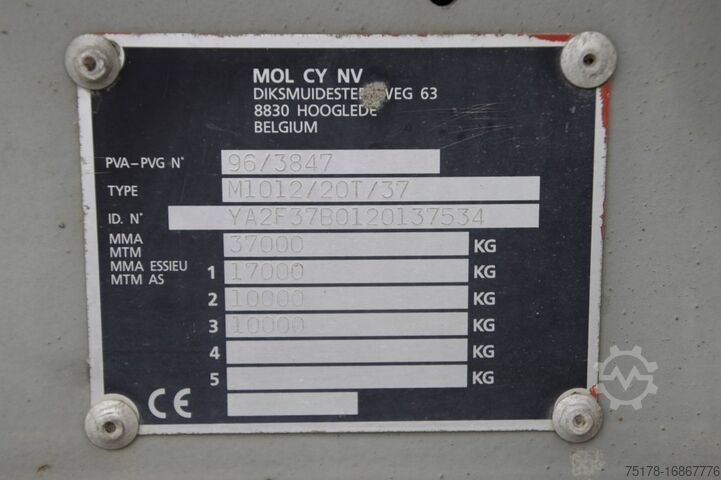 MOL CY NV
DIKSMUIDESTEENWEG 63
8830 HOOGLEDE
BELGIUM
PVA-PVG N° 96/3847
TYPE M1012/20T/37
ID. N° YA2F37B0120137534
MMA
MTM 37000 KG
MMA ESSIEU
MTM AS 1 17000 KG
2 10000 KG
3 10000 KG
4 KG
5 KG
CE
75178-16867776